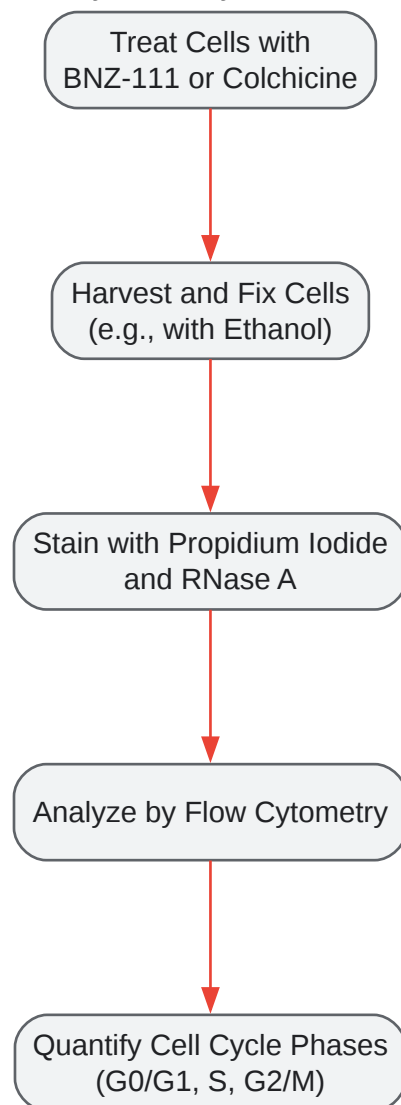 Treat Cells with
BNZ-111 or Colchicine
Harvest and Fix Cells
(e.g., with Ethanol)
Stain with Propidium Iodide
and RNase A
Analyze by Flow Cytometry
Quantify Cell Cycle Phases
(G0/G1, S, G2/M)